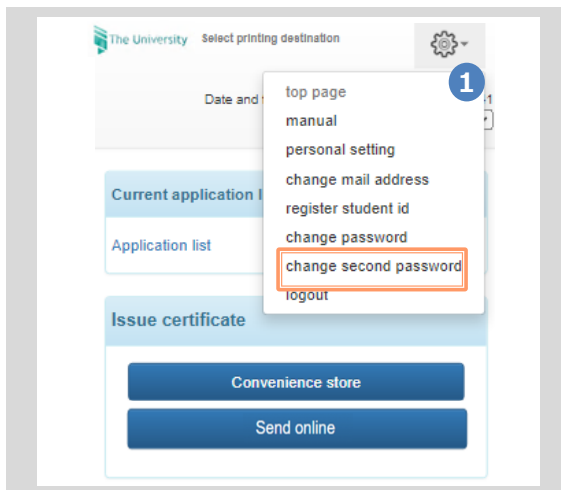 The University Select printing destination
1
Date and
top page
manual
personal setting
change mail address
register student id
change password
change second password
logout
Current application
Application list
Issue certificate
Convenience store
Send online